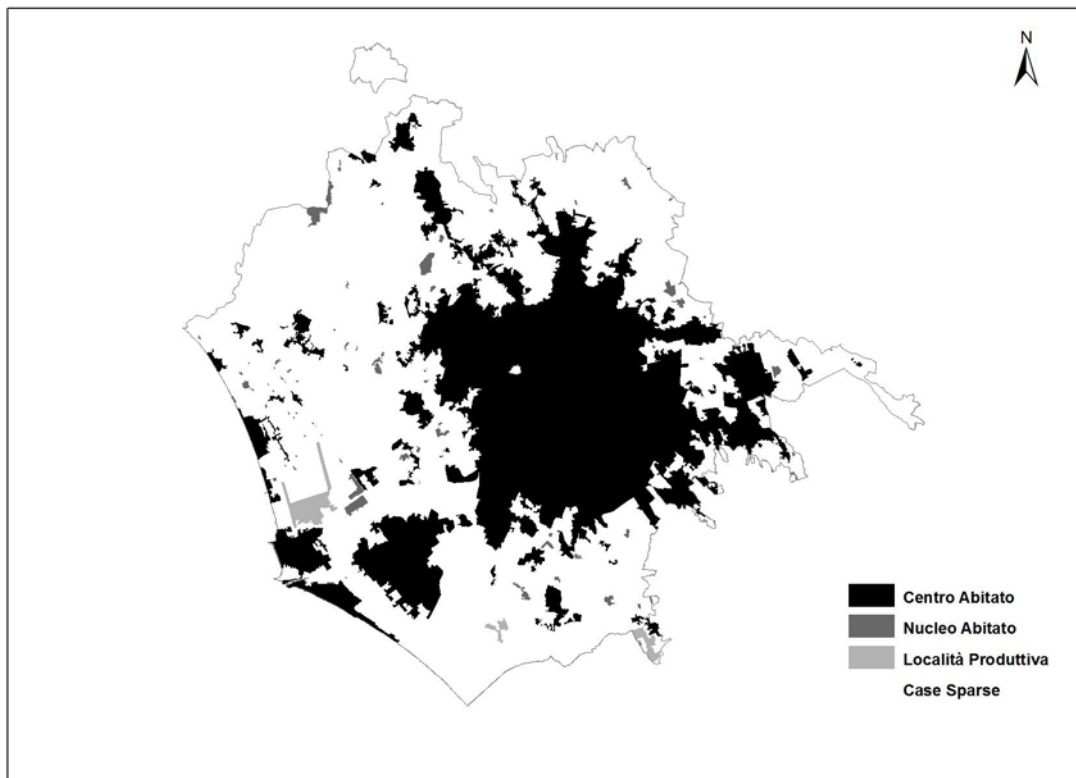 N
Centro Abitato
Nucleo Abitato
Località Produttiva
Case Sparse